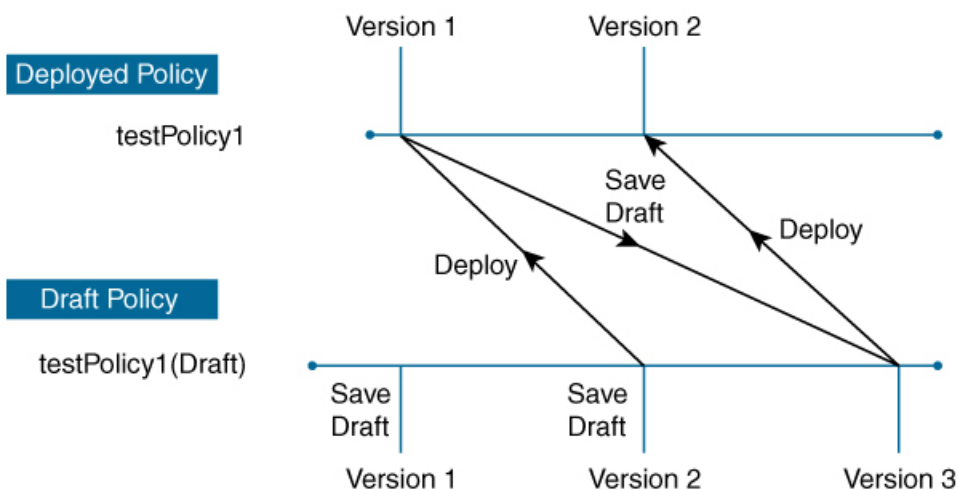 Version 1
Version 2
Deployed Policy
testPolicy1
Save
Draft
Deploy
Deploy
Draft Policy
testPolicy1(Draft)
Save
Draft
Save
Draft
Version 1
Version 2
Version 3